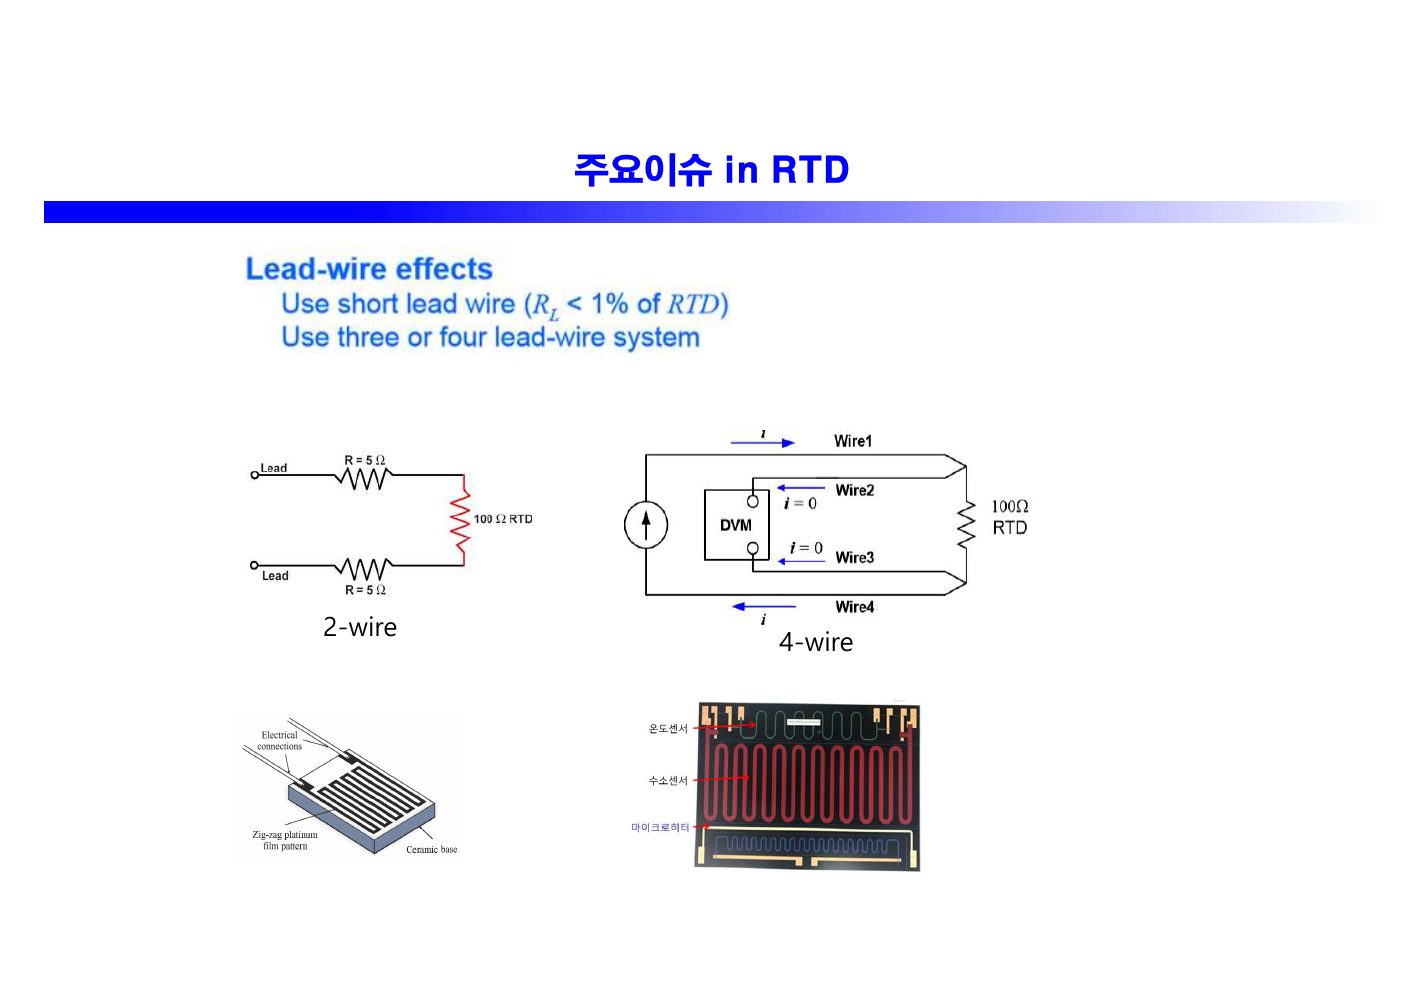 주요이슈 in RTD
Lead-wire effects
Use short lead wire (R_L < 1% of RTD)
Use three or four lead-wire system
Lead
R = 5 Ω
100 Ω RTD
Lead
R = 5 Ω
2-wire
i
Wire1
Wire2
i = 0
DVM
i = 0
Wire3
Wire4
i
100Ω
RTD
4-wire
Electrical
connections
Zig-zag platinum
film pattern
Ceramic base
온도센서
수소센서
마이크로히터